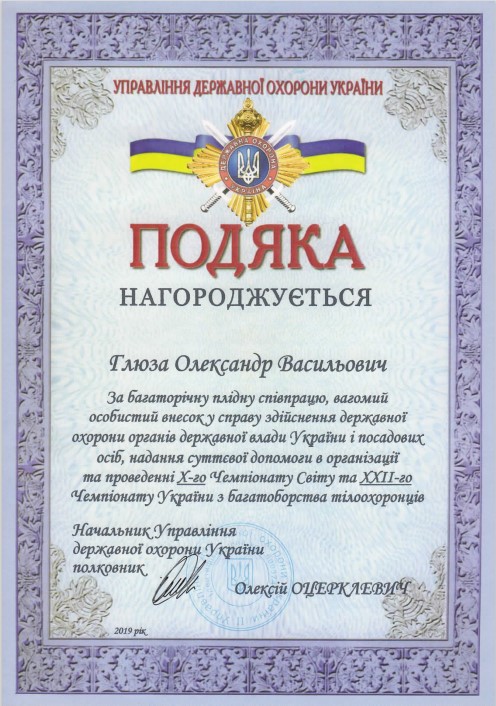 УПРАВЛІННЯ ДЕРЖАВНОЇ ОХОРОНИ УКРАЇНИ
ДЕРЖАВНА ОХОРОНА
УКРАЇНА
ПОДЯКА
НАГОРОДЖУЄТЬСЯ
Глюза Олександр Васильович
За багаторічну плідну співпрацю, вагомий
особистий внесок у справу здійснення державної
охорони органів державної влади України і посадових
осіб, надання суттєвої допомоги в організації
та проведенні X-го Чемпіонату Світу та XXII-го
Чемпіонату України з багатоборства тілоохоронців
Начальник Управління
державної охорони України
полковник
Олексій ОЦЕРКЛЕВИЧ
2019 рік